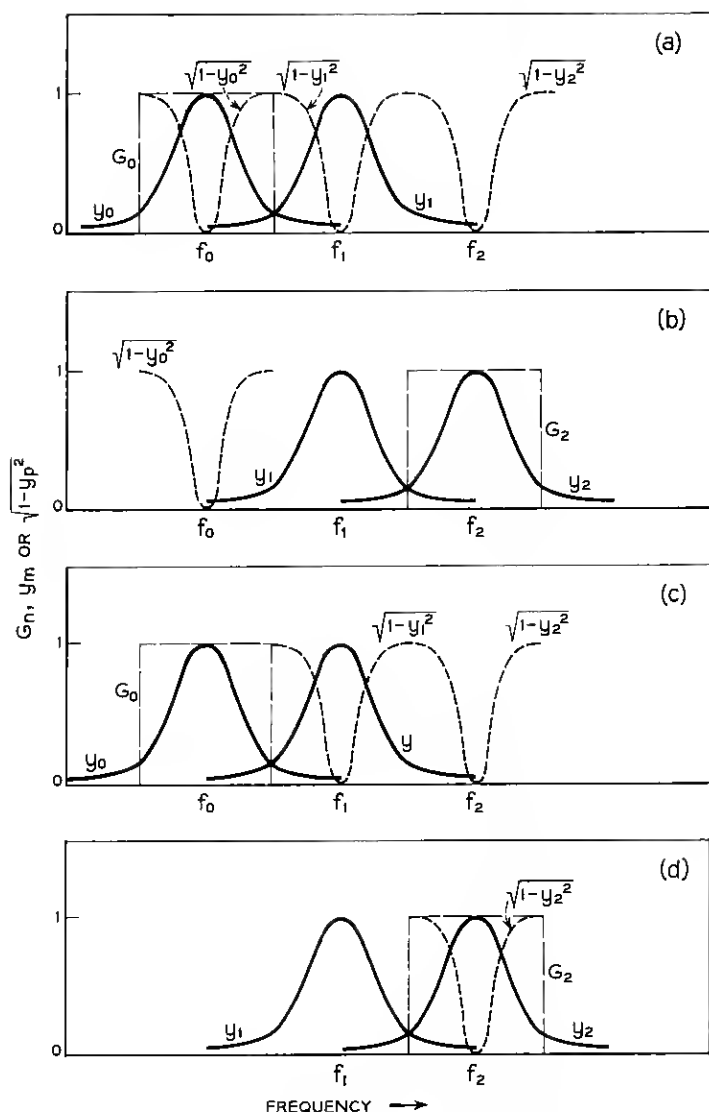 (a)
√1-y₀² √1-y₁² √1-y₂²
1
G₀
y₀ y₁
0
f₀ f₁ f₂
(b)
√1-y₀²
1
G₂
y₁ y₂
0
f₀ f₁ f₂
Gₙ, yₘ OR √1-yₚ²
(c)
√1-y₁² √1-y₂²
1
G₀
y₀ y
0
f₀ f₁ f₂
(d)
√1-y₂²
1
G₂
y₁ y₂
0
f₁ f₂
FREQUENCY →